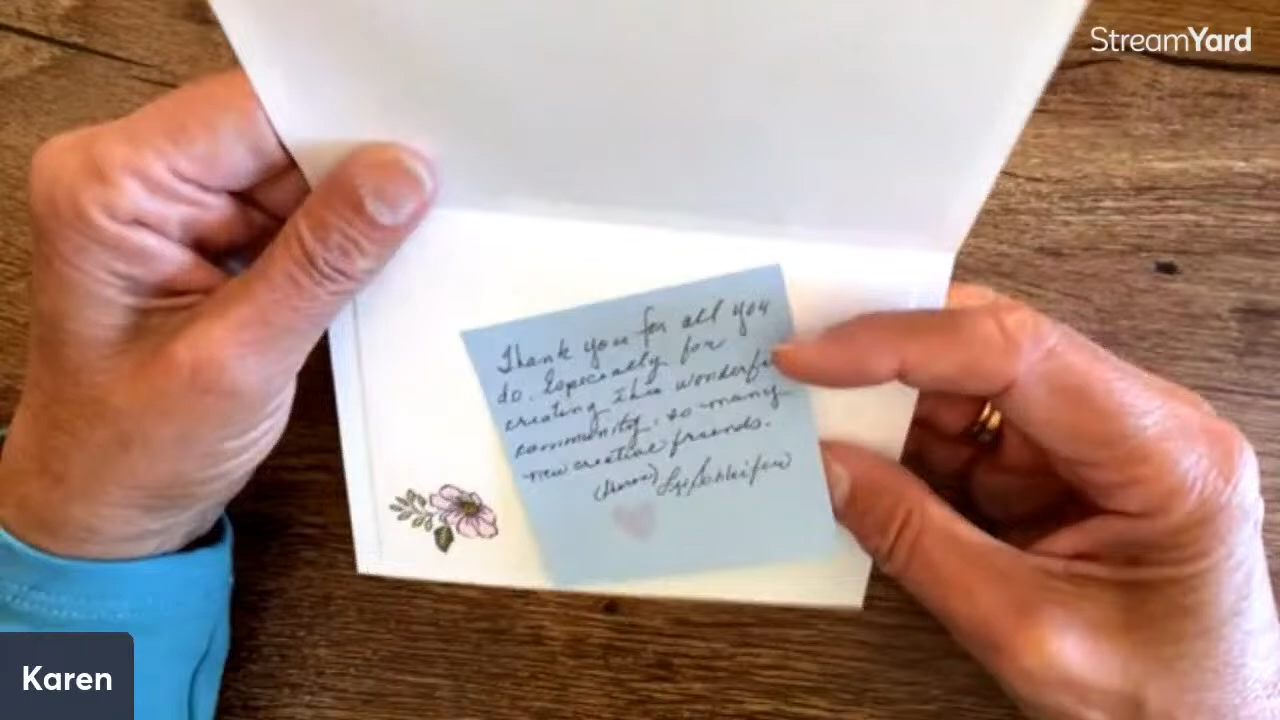 StreamYard
Thank you for all you
do. Especially for
creating this
community, so many
new creative friends.
Karen